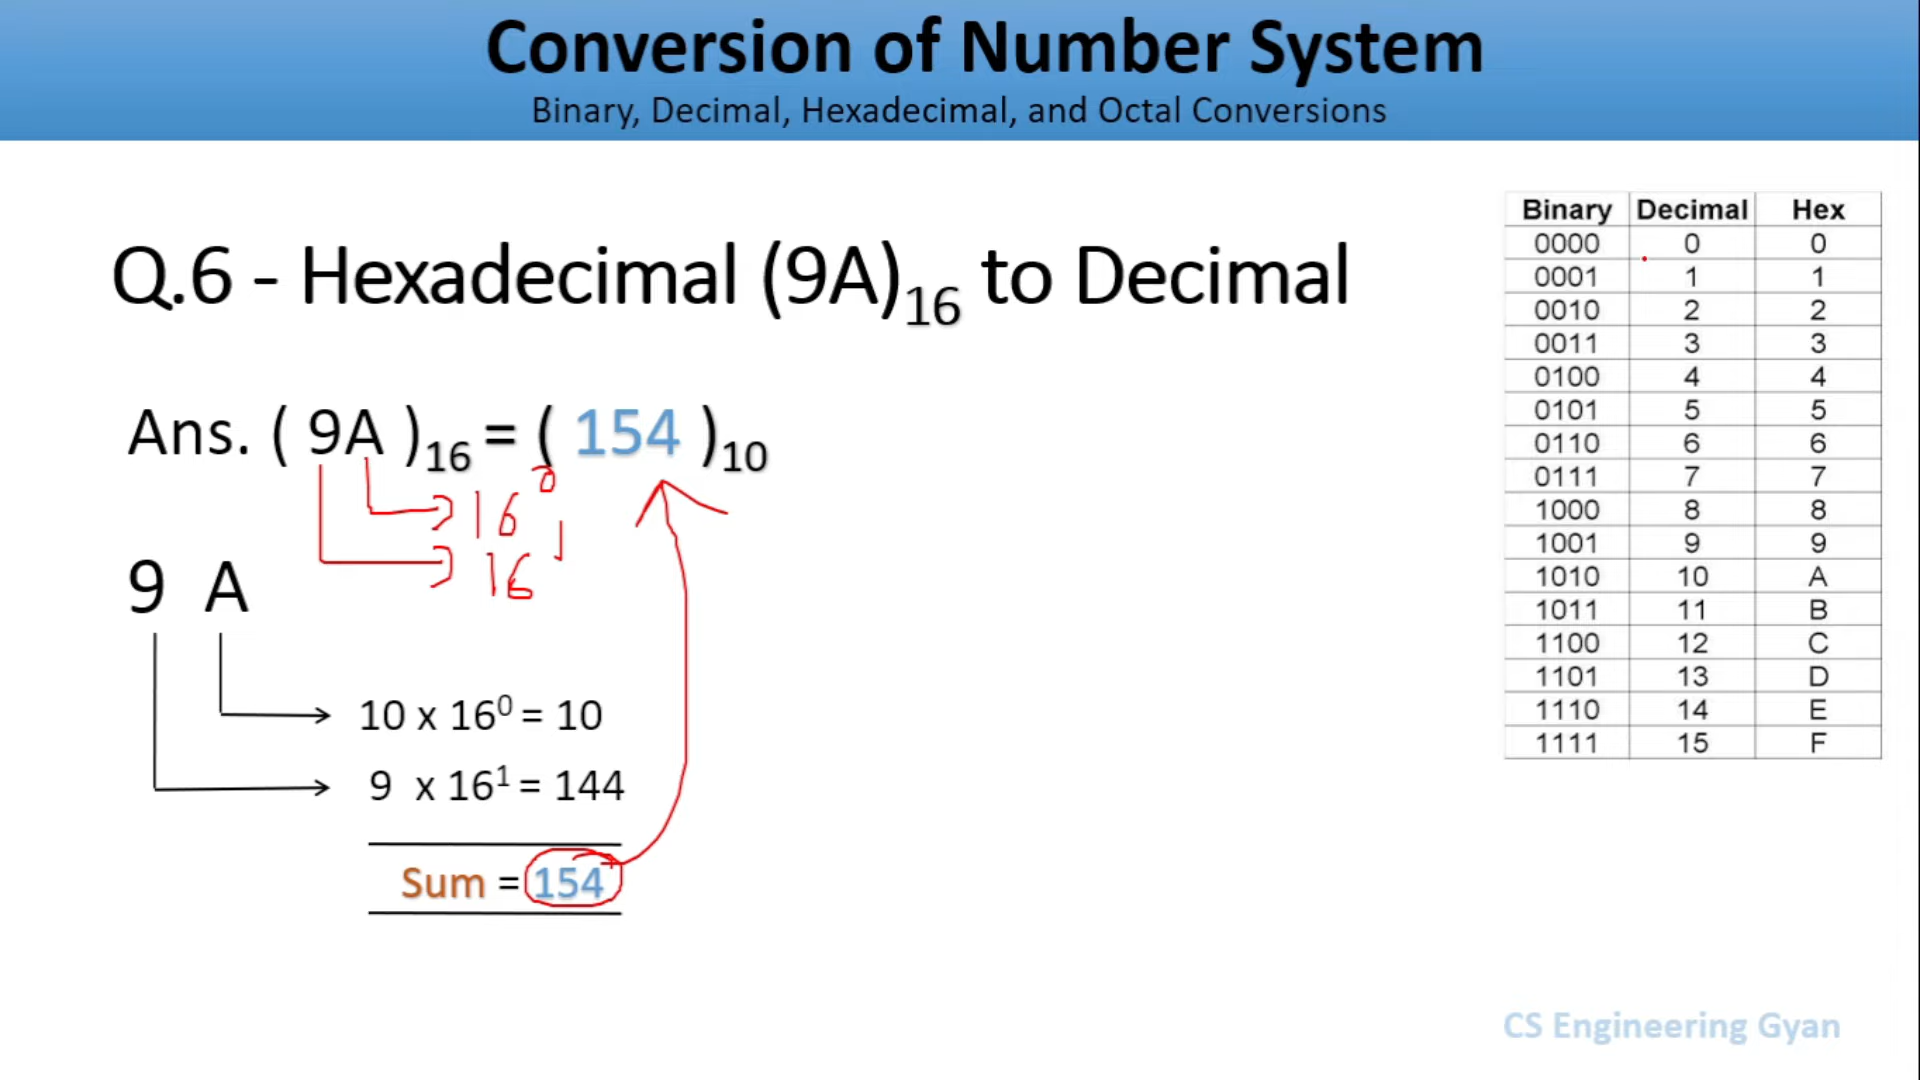 Conversion of Number System
Binary, Decimal, Hexadecimal, and Octal Conversions
Q.6 - Hexadecimal (9A)₁₆ to Decimal
Ans. ( 9A )₁₆ = ( 154 )₁₀
16⁰
16¹
9 A
10 x 16⁰ = 10
9 x 16¹ = 144
Sum = 154
Binary Decimal Hex
0000 0 0
0001 1 1
0010 2 2
0011 3 3
0100 4 4
0101 5 5
0110 6 6
0111 7 7
1000 8 8
1001 9 9
1010 10 A
1011 11 B
1100 12 C
1101 13 D
1110 14 E
1111 15 F
CS Engineering Gyan